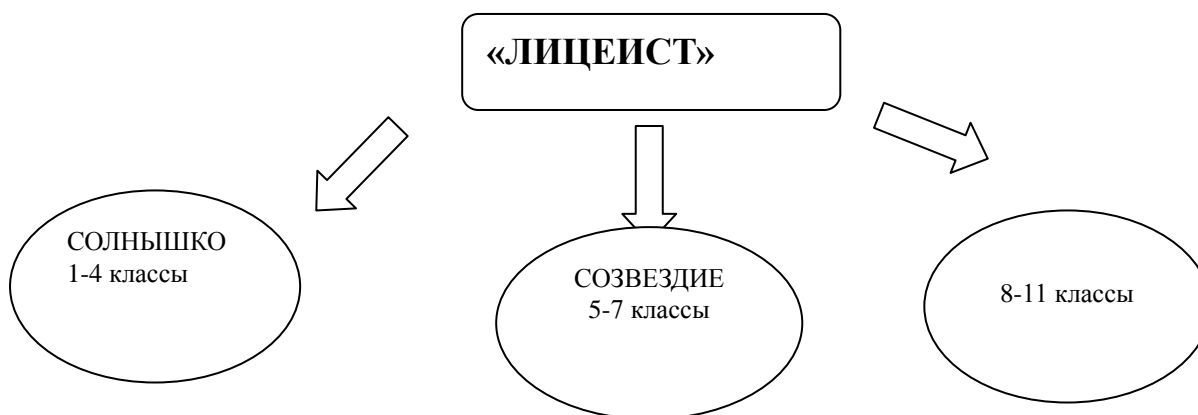 «ЛИЦЕИСТ»
СОЛНЫШКО
1-4 классы
СОЗВЕЗДИЕ
5-7 классы
8-11 классы